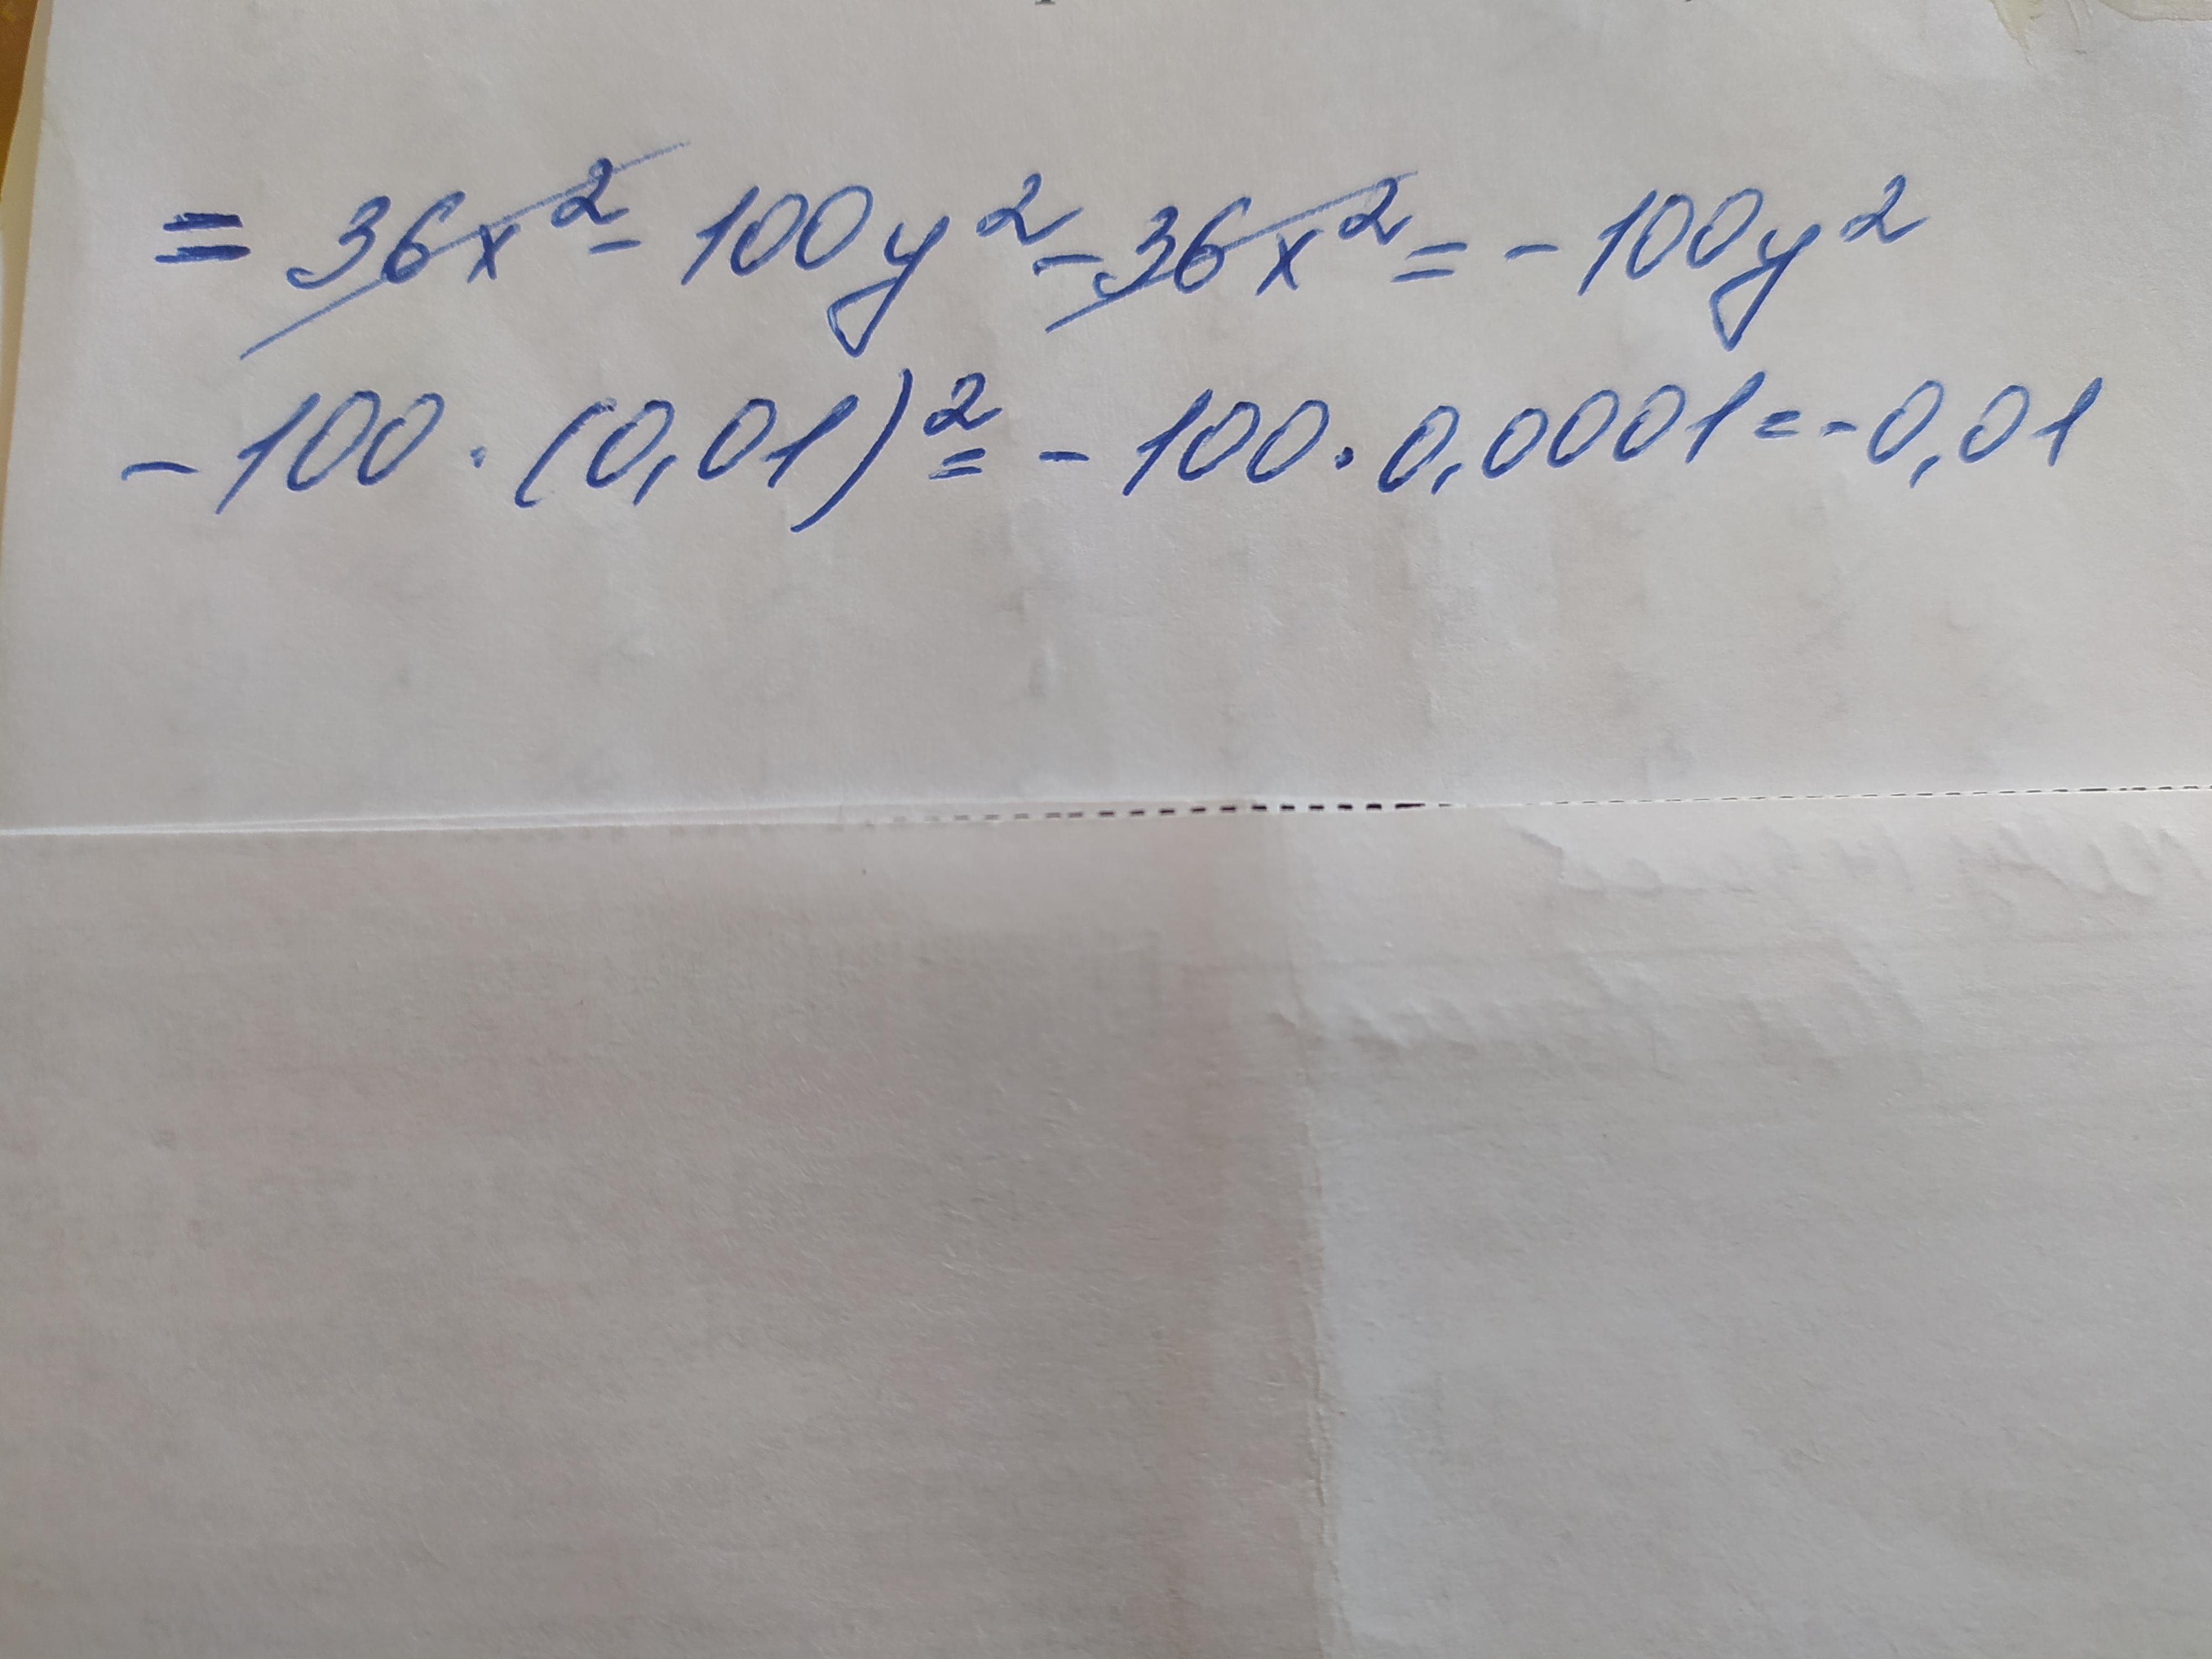 = 36x² - 100y² - 36x² = - 100y²
- 100 · (0,01)² = - 100 · 0,0001 = - 0,01